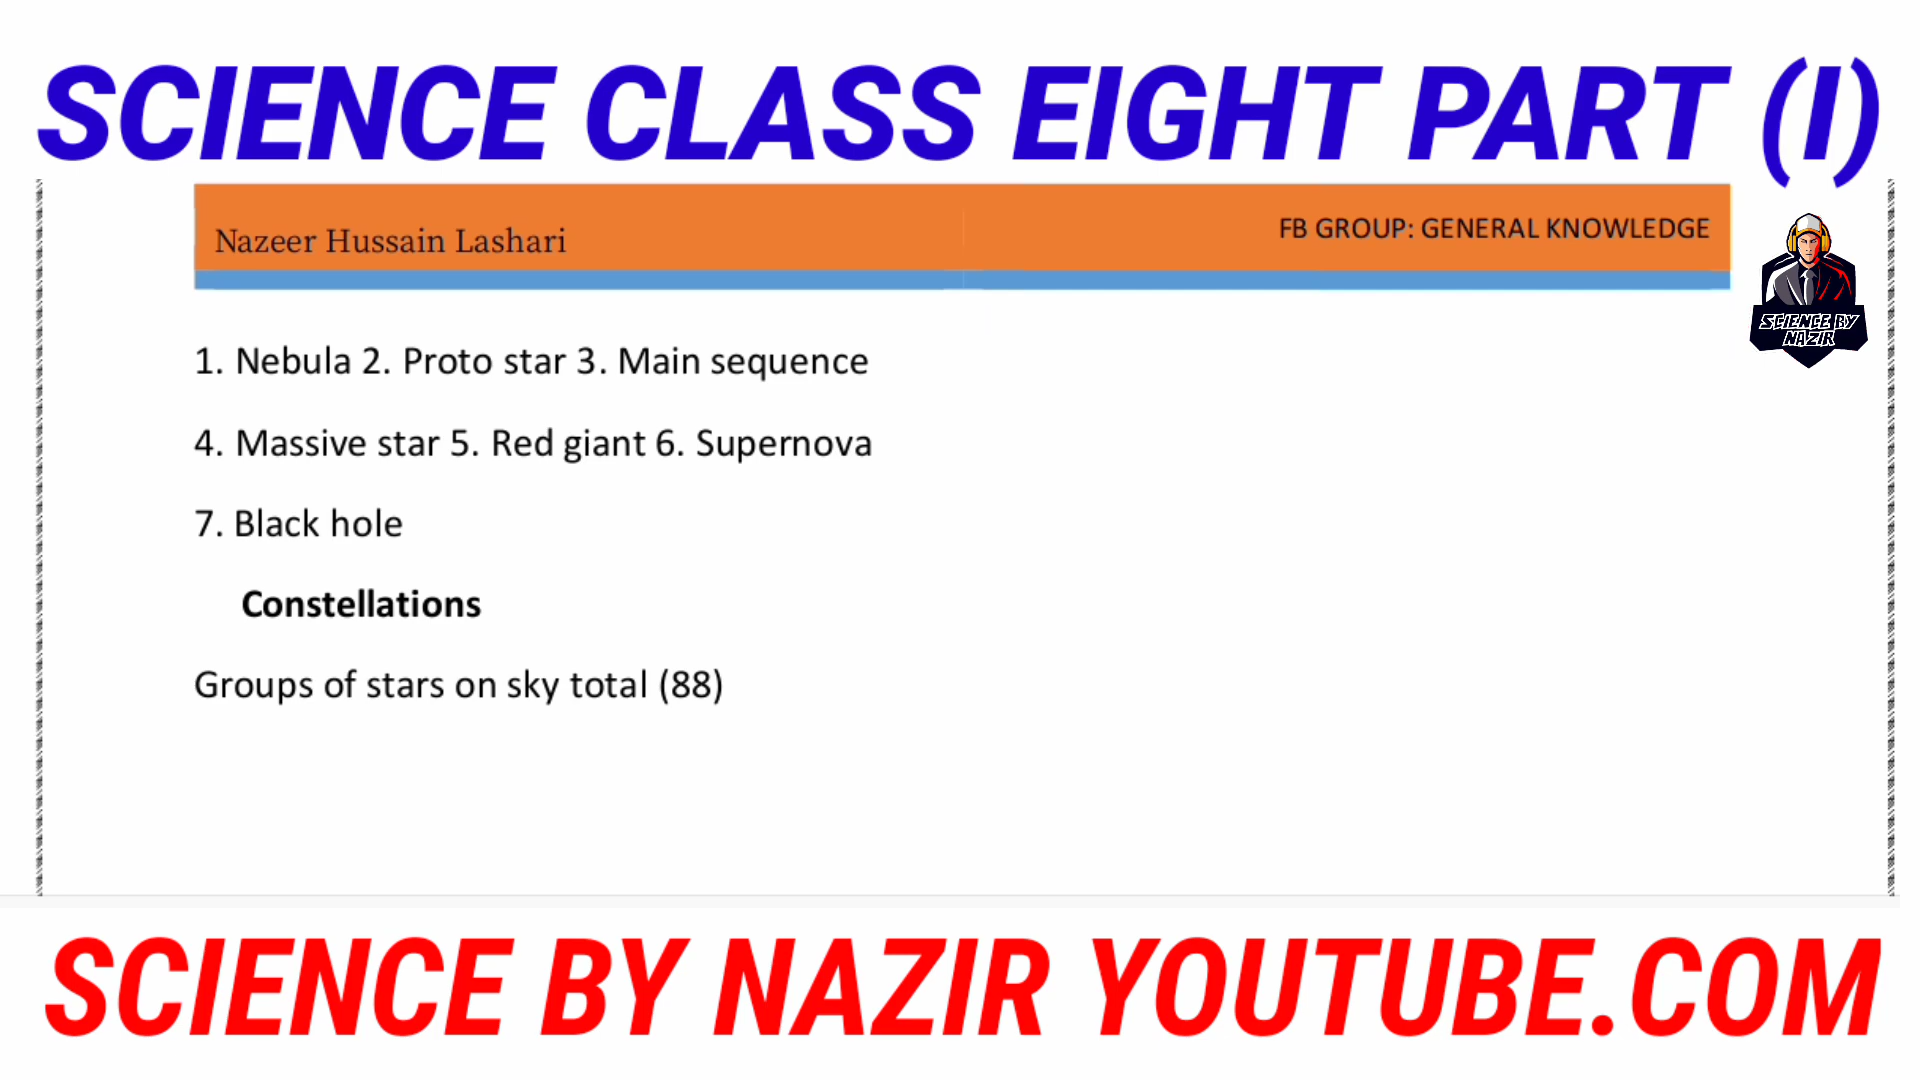 SCIENCE CLASS EIGHT PART (I)
Nazeer Hussain Lashari
FB GROUP: GENERAL KNOWLEDGE
SCIENCE BY
NAZIR
1. Nebula 2. Proto star 3. Main sequence
4. Massive star 5. Red giant 6. Supernova
7. Black hole
Constellations
Groups of stars on sky total (88)
SCIENCE BY NAZIR YOUTUBE.COM